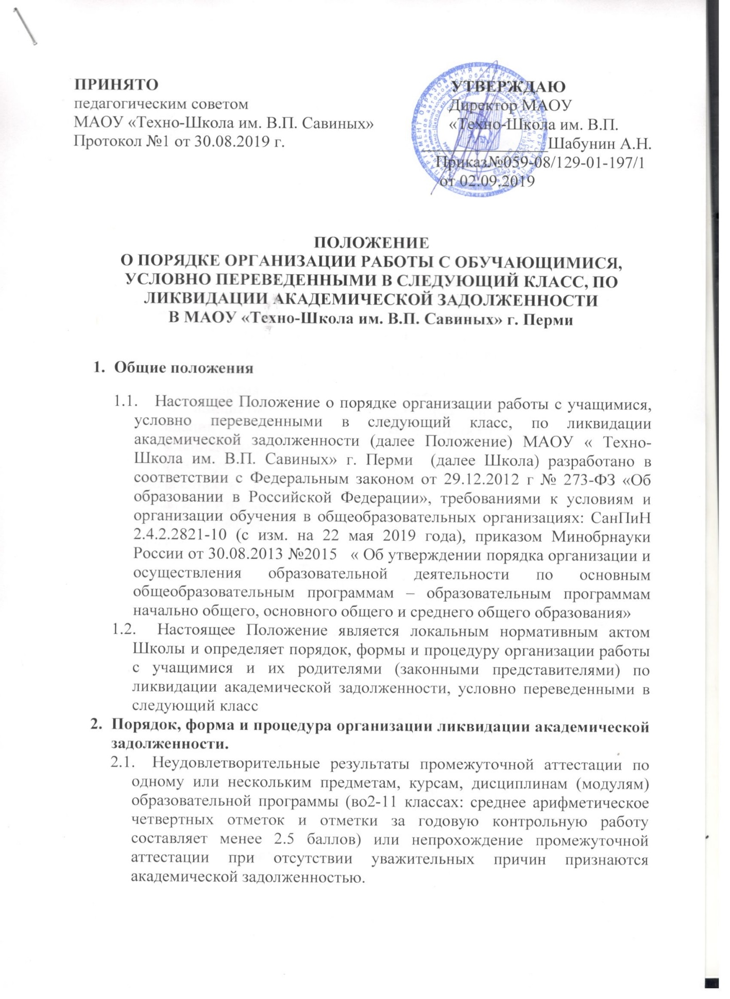 ПРИНЯТО
педагогическим советом
МАОУ «Техно-Школа им. В.П. Савиных»
Протокол №1 от 30.08.2019 г.
УТВЕРЖДАЮ
Директор МАОУ
«Техно-Школа им. В.П.
Шабунин А.Н.
Приказ№059-08/129-01-197/1
от 02.09.2019
ПОЛОЖЕНИЕ
О ПОРЯДКЕ ОРГАНИЗАЦИИ РАБОТЫ С ОБУЧАЮЩИМИСЯ,
УСЛОВНО ПЕРЕВЕДЕННЫМИ В СЛЕДУЮЩИЙ КЛАСС, ПО
ЛИКВИДАЦИИ АКАДЕМИЧЕСКОЙ ЗАДОЛЖЕННОСТИ
В МАОУ «Техно-Школа им. В.П. Савиных» г. Перми
1. Общие положения
1.1. Настоящее Положение о порядке организации работы с учащимися,
условно переведенными в следующий класс, по ликвидации
академической задолженности (далее Положение) МАОУ « Техно-
Школа им. В.П. Савиных» г. Перми (далее Школа) разработано в
соответствии с Федеральным законом от 29.12.2012 г № 273-ФЗ «Об
образовании в Российской Федерации», требованиями к условиям и
организации обучения в общеобразовательных организациях: СанПиН
2.4.2.2821-10 (с изм. на 22 мая 2019 года), приказом Минобрнауки
России от 30.08.2013 №2015 « Об утверждении порядка организации и
осуществления образовательной деятельности по основным
общеобразовательным программам – образовательным программам
начально общего, основного общего и среднего общего образования»
1.2. Настоящее Положение является локальным нормативным актом
Школы и определяет порядок, формы и процедуру организации работы
с учащимися и их родителями (законными представителями) по
ликвидации академической задолженности, условно переведенными в
следующий класс
2. Порядок, форма и процедура организации ликвидации академической
задолженности.
2.1. Неудовлетворительные результаты промежуточной аттестации по
одному или нескольким предметам, курсам, дисциплинам (модулям)
образовательной программы (во2-11 классах: среднее арифметическое
четвертных отметок и отметки за годовую контрольную работу
составляет менее 2.5 баллов) или непрохождение промежуточной
аттестации при отсутствии уважительных причин признаются
академической задолженностью.